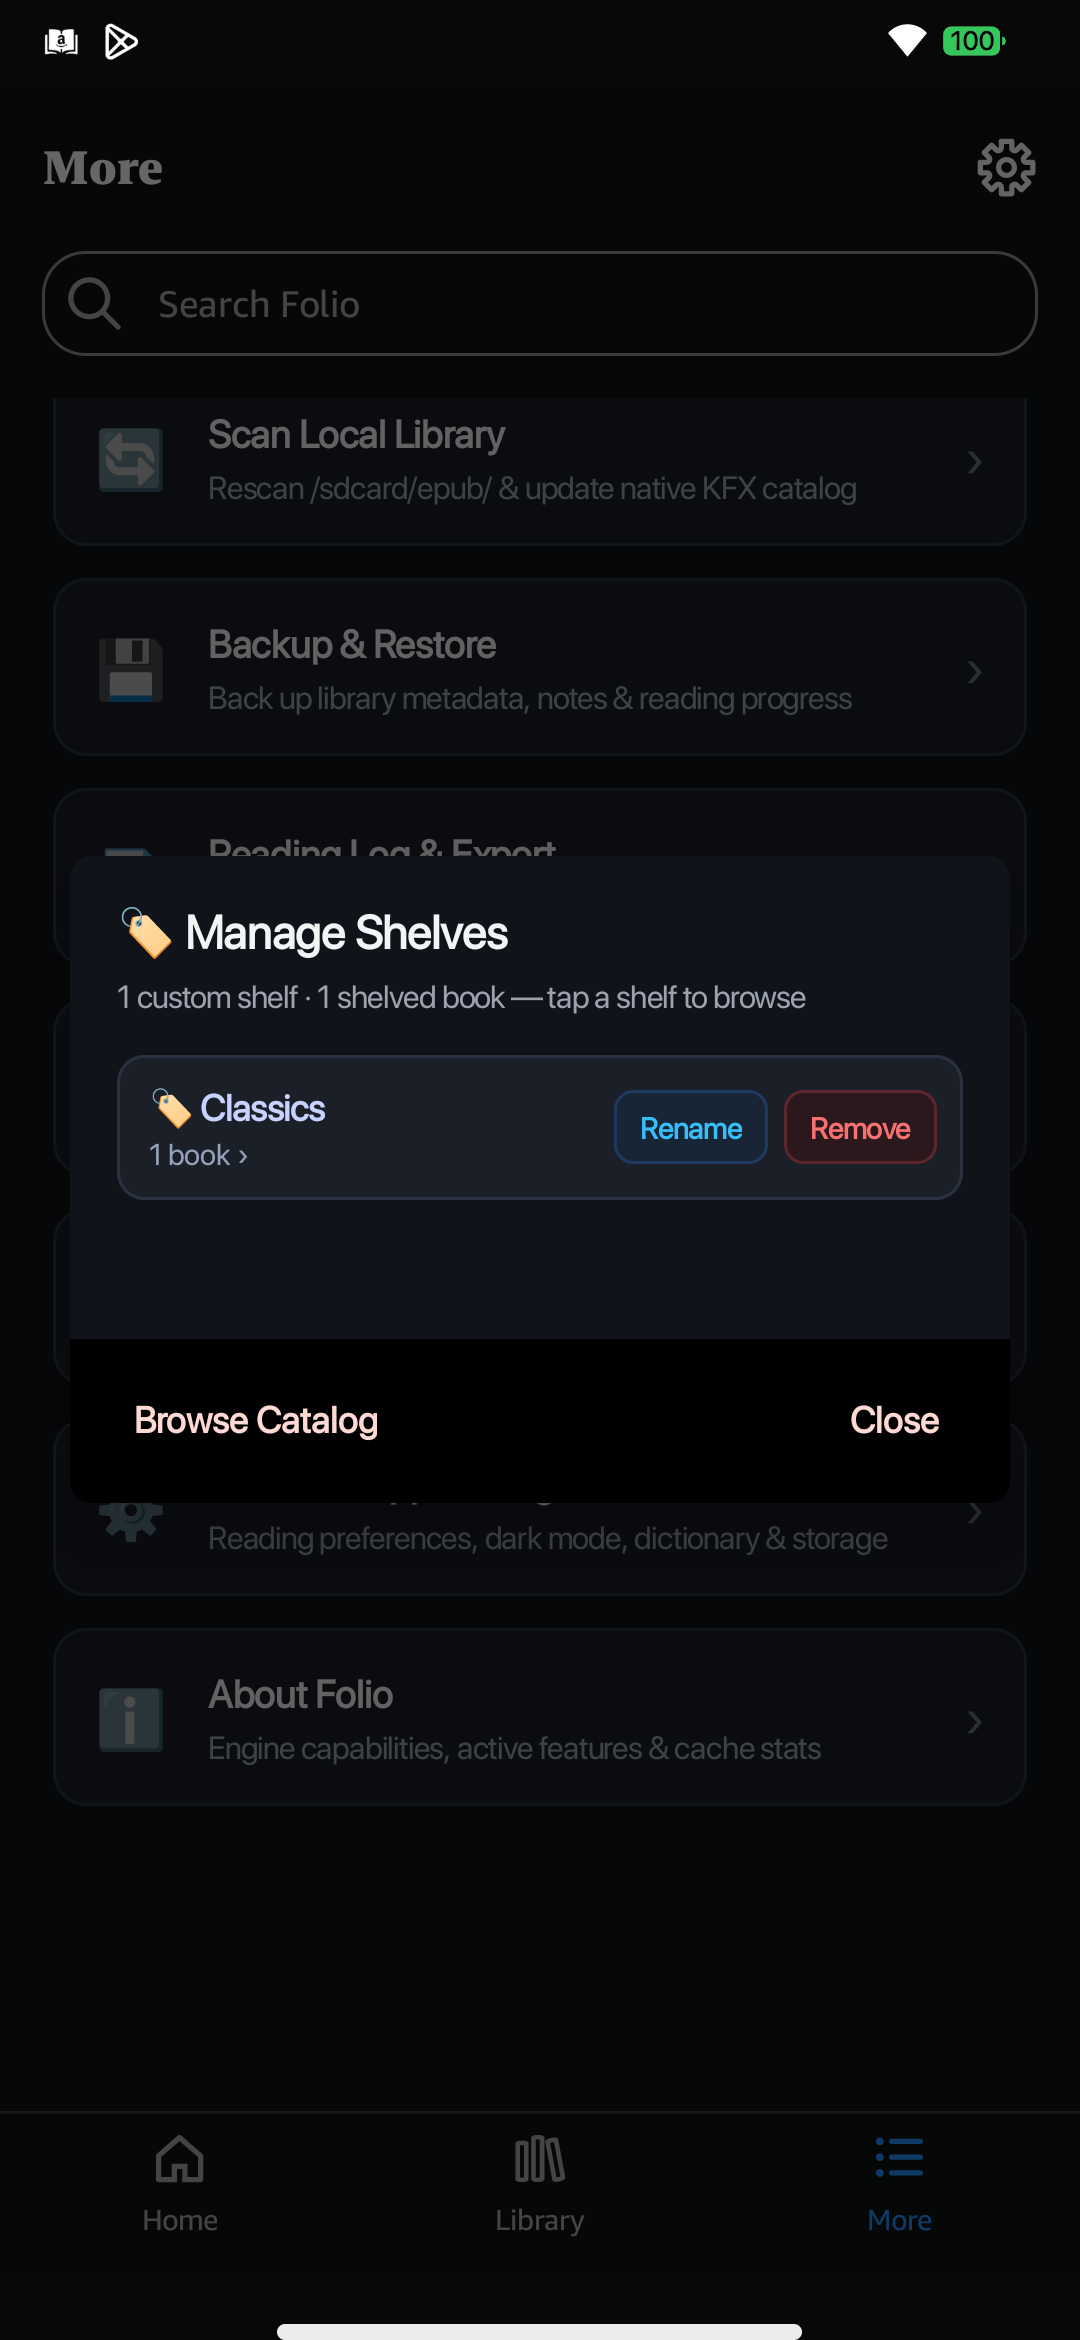 100
More
Search Folio
Scan Local Library
Rescan /sdcard/epub/ & update native KFX catalog
Backup & Restore
Back up library metadata, notes & reading progress
Reading Log & Export
🏷️ Manage Shelves
1 custom shelf · 1 shelved book — tap a shelf to browse
🏷️ Classics
1 book ›
Rename
Remove
Browse Catalog
Close
Reading preferences, dark mode, dictionary & storage
About Folio
Engine capabilities, active features & cache stats
Home
Library
More